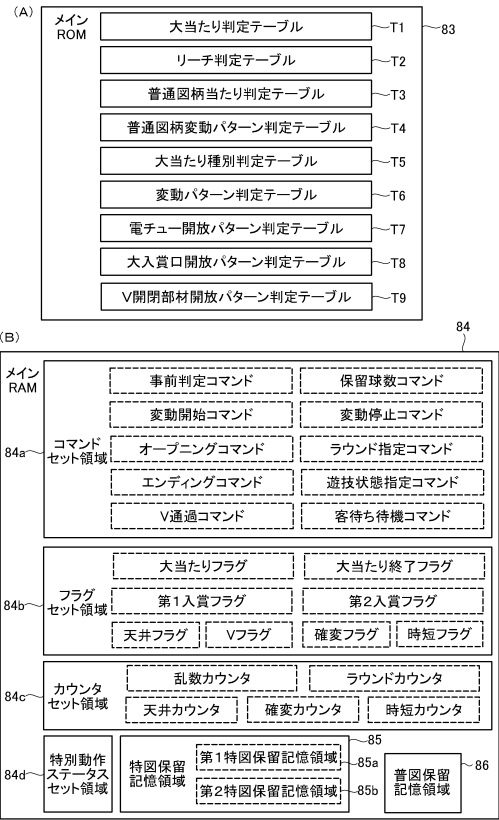 (A)
メイン
ROM
大当たり判定テーブル
T1
83
リーチ判定テーブル
T2
普通図柄当たり判定テーブル
T3
普通図柄変動パターン判定テーブル
T4
大当たり種別判定テーブル
T5
変動パターン判定テーブル
T6
電チュー開放パターン判定テーブル
T7
大入賞口開放パターン判定テーブル
T8
V開閉部材開放パターン判定テーブル
T9
(B)
84
メイン
RAM
84a
コマンド
セット領域
事前判定コマンド
保留球数コマンド
変動開始コマンド
変動停止コマンド
オープニングコマンド
ラウンド指定コマンド
エンディングコマンド
遊技状態指定コマンド
V通過コマンド
客待ち待機コマンド
84b
フラグ
セット領域
大当たりフラグ
大当たり終了フラグ
第1入賞フラグ
第2入賞フラグ
天井フラグ
Vフラグ
確変フラグ
時短フラグ
84c
カウンタ
セット領域
乱数カウンタ
ラウンドカウンタ
天井カウンタ
確変カウンタ
時短カウンタ
84d
特別動作
ステータス
セット領域
85
特図保留
記憶領域
第1特図保留記憶領域
85a
第2特図保留記憶領域
85b
86
普図保留
記憶領域